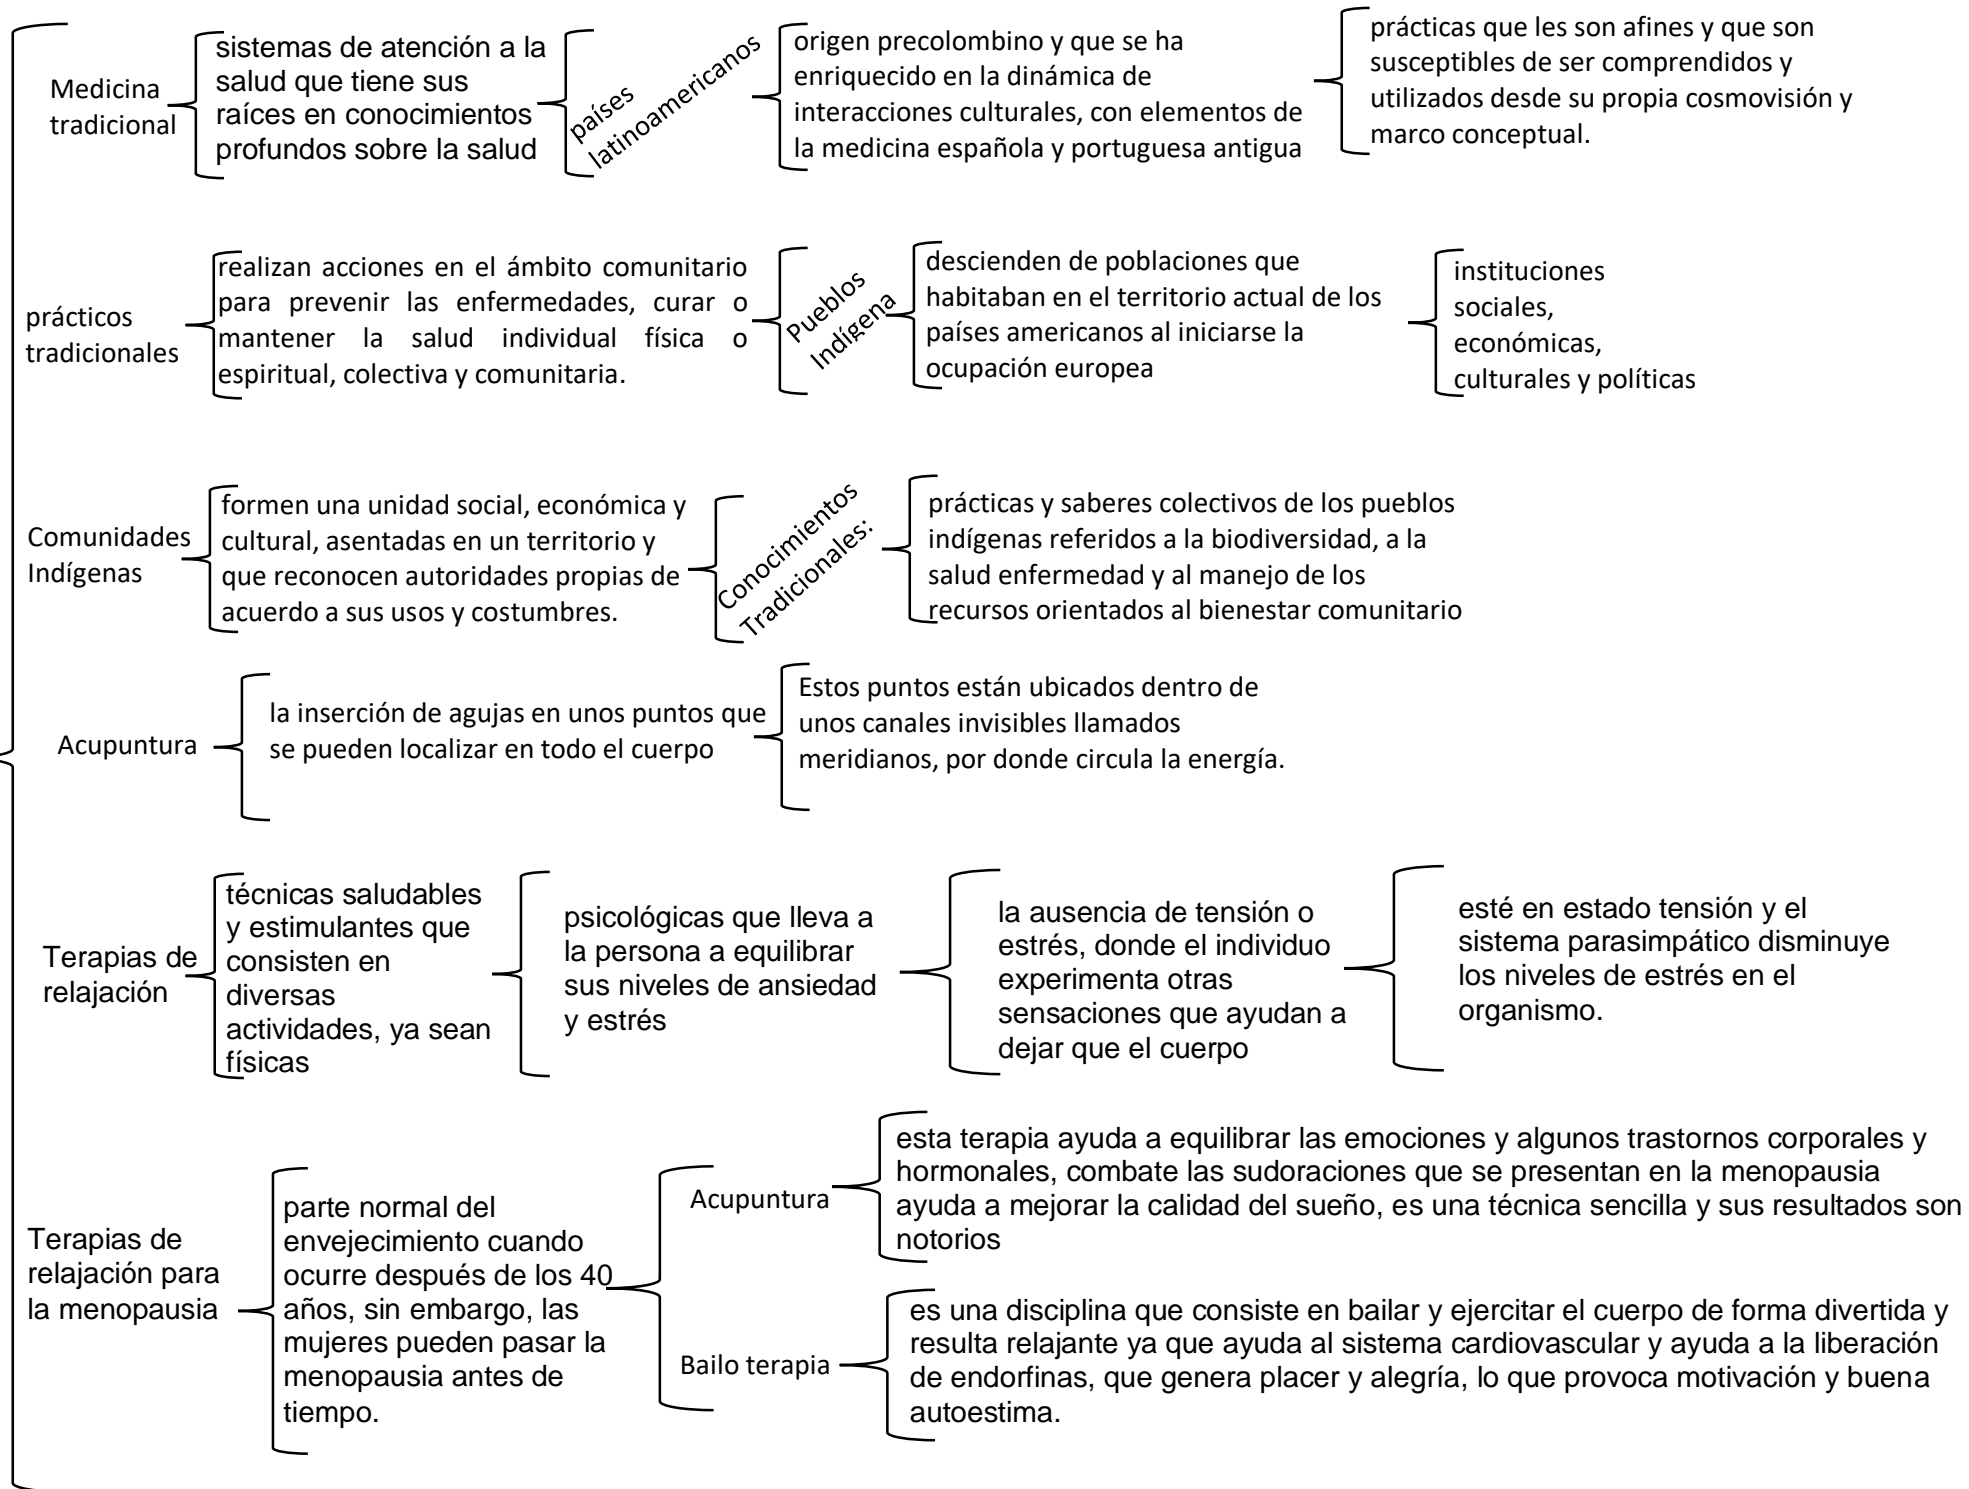 Medicina
tradicional
sistemas de atención a la
salud que tiene sus
raíces en conocimientos
profundos sobre la salud
países
latinoamericanos
origen precolombino y que se ha
enriquecido en la dinámica de
interacciones culturales, con elementos de
la medicina española y portuguesa antigua
prácticas que les son afines y que son
susceptibles de ser comprendidos y
utilizados desde su propia cosmovisión y
marco conceptual.
prácticos
tradicionales
realizan acciones en el ámbito comunitario
para prevenir las enfermedades, curar o
mantener la salud individual física o
espiritual, colectiva y comunitaria.
Pueblos
Indígena
descienden de poblaciones que
habitaban en el territorio actual de los
países americanos al iniciarse la
ocupación europea
instituciones
sociales,
económicas,
culturales y políticas
Comunidades
Indígenas
formen una unidad social, económica y
cultural, asentadas en un territorio y
que reconocen autoridades propias de
acuerdo a sus usos y costumbres.
Conocimientos
Tradicionales:
prácticas y saberes colectivos de los pueblos
indígenas referidos a la biodiversidad, a la
salud enfermedad y al manejo de los
recursos orientados al bienestar comunitario
Acupuntura
la inserción de agujas en unos puntos que
se pueden localizar en todo el cuerpo
Estos puntos están ubicados dentro de
unos canales invisibles llamados
meridianos, por donde circula la energía.
Terapias de
relajación
técnicas saludables
y estimulantes que
consisten en
diversas
actividades, ya sean
físicas
psicológicas que lleva a
la persona a equilibrar
sus niveles de ansiedad
y estrés
la ausencia de tensión o
estrés, donde el individuo
experimenta otras
sensaciones que ayudan a
dejar que el cuerpo
esté en estado tensión y el
sistema parasimpático disminuye
los niveles de estrés en el
organismo.
Terapias de
relajación para
la menopausia
parte normal del
envejecimiento cuando
ocurre después de los 40
años, sin embargo, las
mujeres pueden pasar la
menopausia antes de
tiempo.
Acupuntura
esta terapia ayuda a equilibrar las emociones y algunos trastornos corporales y
hormonales, combate las sudoraciones que se presentan en la menopausia
ayuda a mejorar la calidad del sueño, es una técnica sencilla y sus resultados son
notorios
Bailo terapia
es una disciplina que consiste en bailar y ejercitar el cuerpo de forma divertida y
resulta relajante ya que ayuda al sistema cardiovascular y ayuda a la liberación
de endorfinas, que genera placer y alegría, lo que provoca motivación y buena
autoestima.